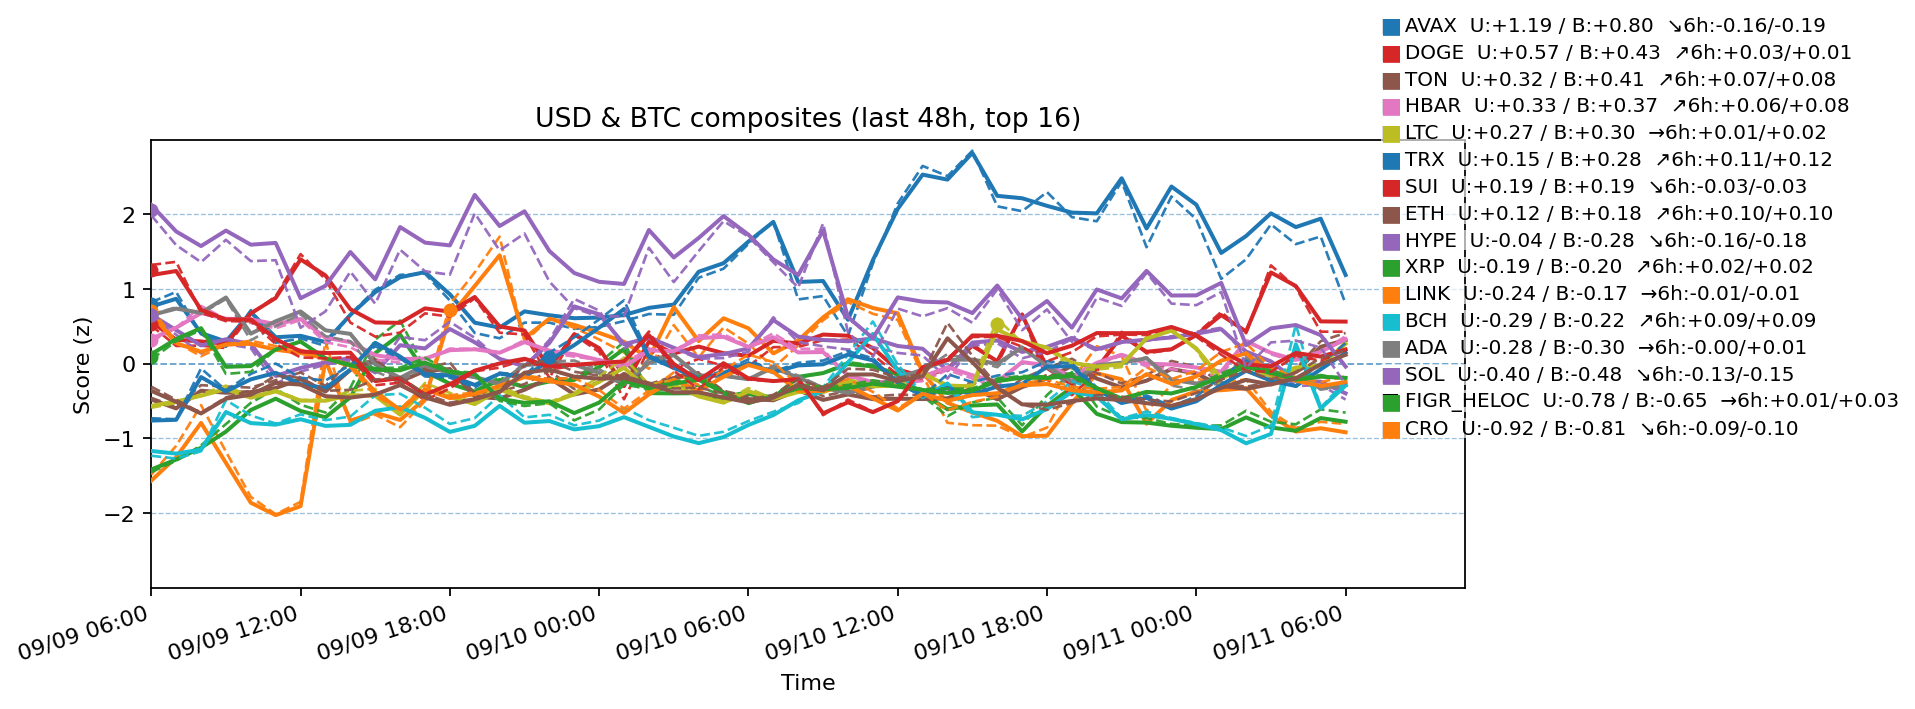 AVAX  U:+1.19 / B:+0.80  ↘6h:-0.16/-0.19
DOGE  U:+0.57 / B:+0.43  ↗6h:+0.03/+0.01
TON  U:+0.32 / B:+0.41  ↗6h:+0.07/+0.08
HBAR  U:+0.33 / B:+0.37  ↗6h:+0.06/+0.08
LTC  U:+0.27 / B:+0.30  →6h:+0.01/+0.02
TRX  U:+0.15 / B:+0.28  ↗6h:+0.11/+0.12
SUI  U:+0.19 / B:+0.19  ↘6h:-0.03/-0.03
ETH  U:+0.12 / B:+0.18  ↗6h:+0.10/+0.10
HYPE  U:-0.04 / B:-0.28  ↘6h:-0.16/-0.18
XRP  U:-0.19 / B:-0.20  ↗6h:+0.02/+0.02
LINK  U:-0.24 / B:-0.17  →6h:-0.01/-0.01
BCH  U:-0.29 / B:-0.22  ↗6h:+0.09/+0.09
ADA  U:-0.28 / B:-0.30  →6h:-0.00/+0.01
SOL  U:-0.40 / B:-0.48  ↘6h:-0.13/-0.15
FIGR_HELOC  U:-0.78 / B:-0.65  →6h:+0.01/+0.03
CRO  U:-0.92 / B:-0.81  ↘6h:-0.09/-0.10
USD & BTC composites (last 48h, top 16)
Score (z)
2
1
0
−1
−2
09/09 06:00
09/09 12:00
09/09 18:00
09/10 00:00
09/10 06:00
09/10 12:00
09/10 18:00
09/11 00:00
09/11 06:00
Time